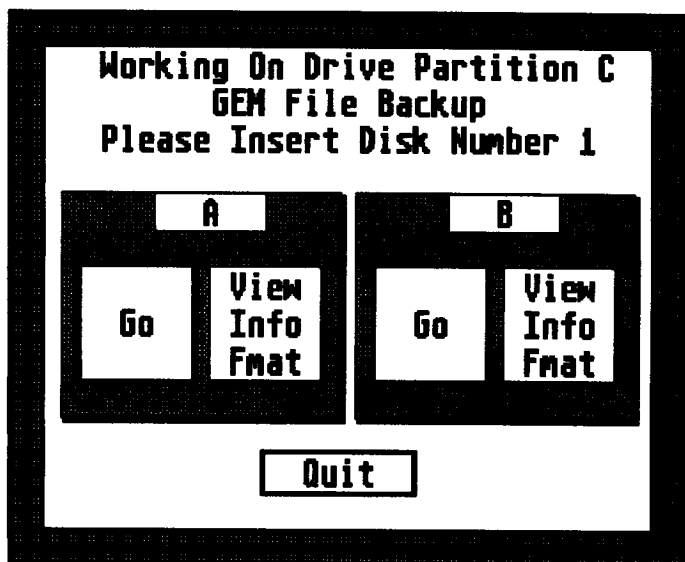 Working On Drive Partition C
GEM File Backup
Please Insert Disk Number 1
A
Go
View
Info
Fmat
B
Go
View
Info
Fmat
Quit